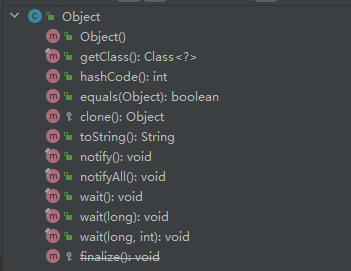 Object
Object()
getClass(): Class<?>
hashCode(): int
equals(Object): boolean
clone(): Object
toString(): String
notify(): void
notifyAll(): void
wait(): void
wait(long): void
wait(long, int): void
finalize(): void